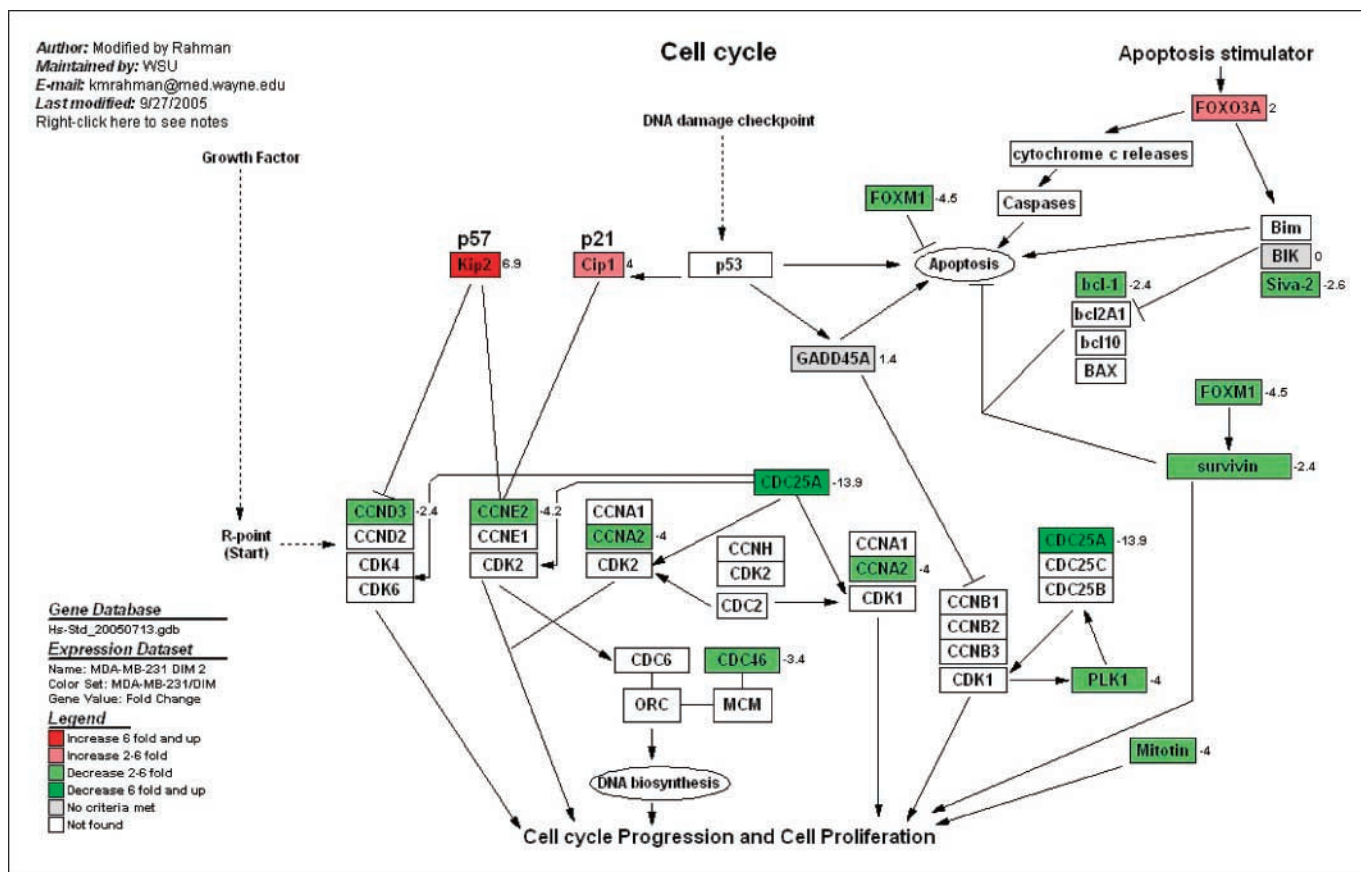 Author: Modified by Rahman
Maintained by: WSU
E-mail: kmrahman@med.wayne.edu
Last modified: 9/27/2005
Right-click here to see notes
Cell cycle
Apoptosis stimulator
FOXO3A 2
DNA damage checkpoint
Growth Factor
cytochrome c releases
FOXM1 -4.5
Caspases
Bim
BIK 0
Siva-2 -2.6
p57
Kip2 6.9
p21
Cip1 4
p53
Apoptosis
bcl-1 -2.4
bcl2A1
bcl10
BAX
GADD45A 1.4
FOXM1 -4.5
survivin -2.4
CDC25A -13.9
R-point
(Start)
CCND3 -2.4
CCND2
CDK4
CDK6
CCNE2 -4.2
CCNE1
CDK2
CCNA1
CCNA2 -4
CDK2
CCNH
CDK2
CDC2
CCNA1
CCNA2 -4
CDK1
CCNB1
CCNB2
CCNB3
CDK1
CDC25A -13.9
CDC25C
CDC25B
PLK1 -4
CDC6
CDC46 -3.4
ORC
MCM
Mitotin -4
DNA biosynthesis
Cell cycle Progression and Cell Proliferation
Gene Database
Hs-Std_20050713.gdb
Expression Dataset
Name: MDA-MB-231 DIM 2
Color Set: MDA-MB-231/DIM
Gene Value: Fold Change
Legend
Increase 6 fold and up
Increase 2-6 fold
Decrease 2-6 fold
Decrease 6 fold and up
No criteria met
Not found